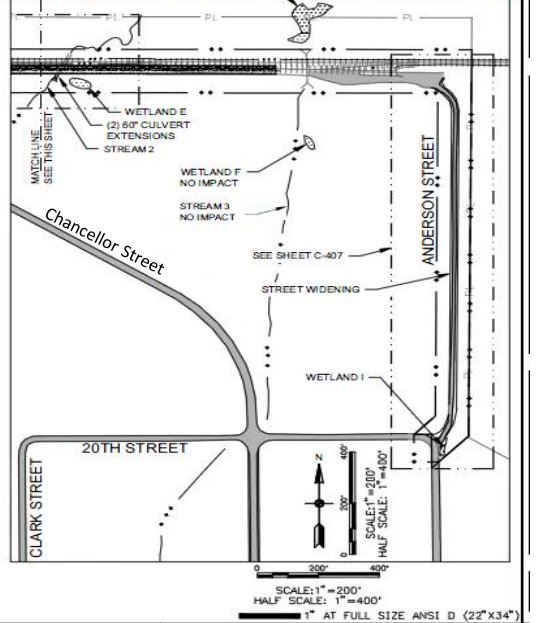 PL
PL
PL
WETLAND E
(2) 60" CULVERT
EXTENSIONS
STREAM 2
MATCH LINE
SEE THIS SHEET
WETLAND F
NO IMPACT
STREAM 3
NO IMPACT
ANDERSON STREET
Chancellor Street
SEE SHEET C-407
STREET WIDENING
PL
PL
WETLAND I
20TH STREET
CLARK STREET
N
400'
200'
0
SCALE:1"=200'
HALF SCALE: 1"=400'
0 200' 400'
SCALE:1"=200'
HALF SCALE: 1"=400'
1" AT FULL SIZE ANSI D (22"X34")